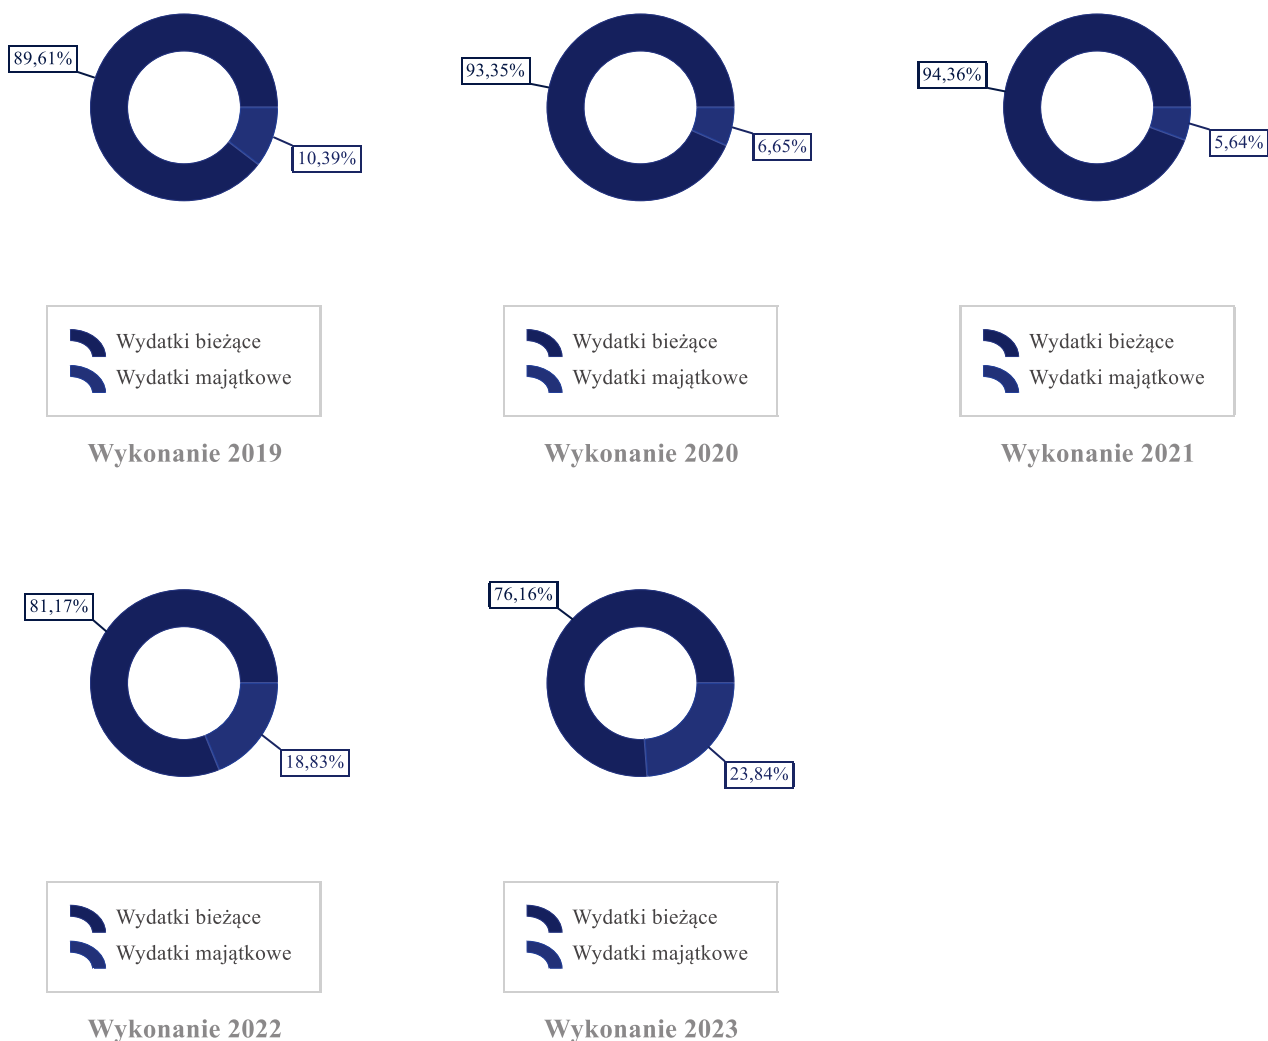 89,61%
10,39%
Wydatki bieżące
Wydatki majątkowe
Wykonanie 2019
93,35%
6,65%
Wydatki bieżące
Wydatki majątkowe
Wykonanie 2020
94,36%
5,64%
Wydatki bieżące
Wydatki majątkowe
Wykonanie 2021
81,17%
18,83%
Wydatki bieżące
Wydatki majątkowe
Wykonanie 2022
76,16%
23,84%
Wydatki bieżące
Wydatki majątkowe
Wykonanie 2023